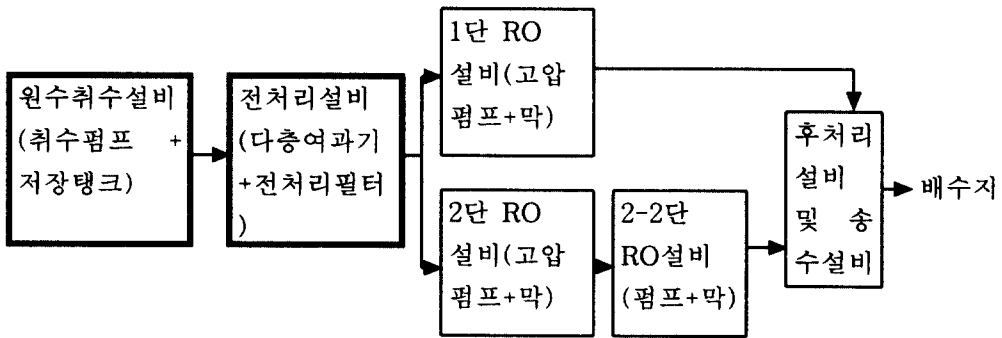 원수취수설비
(취수펌프 +
저장탱크)
전처리설비
(다층여과기
+전처리필터
)
1단 RO
설비(고압
펌프+막)
2단 RO
설비(고압
펌프+막)
2-2단
RO설비
(펌프+막)
후처리
설비
및 송
수설비
배수지